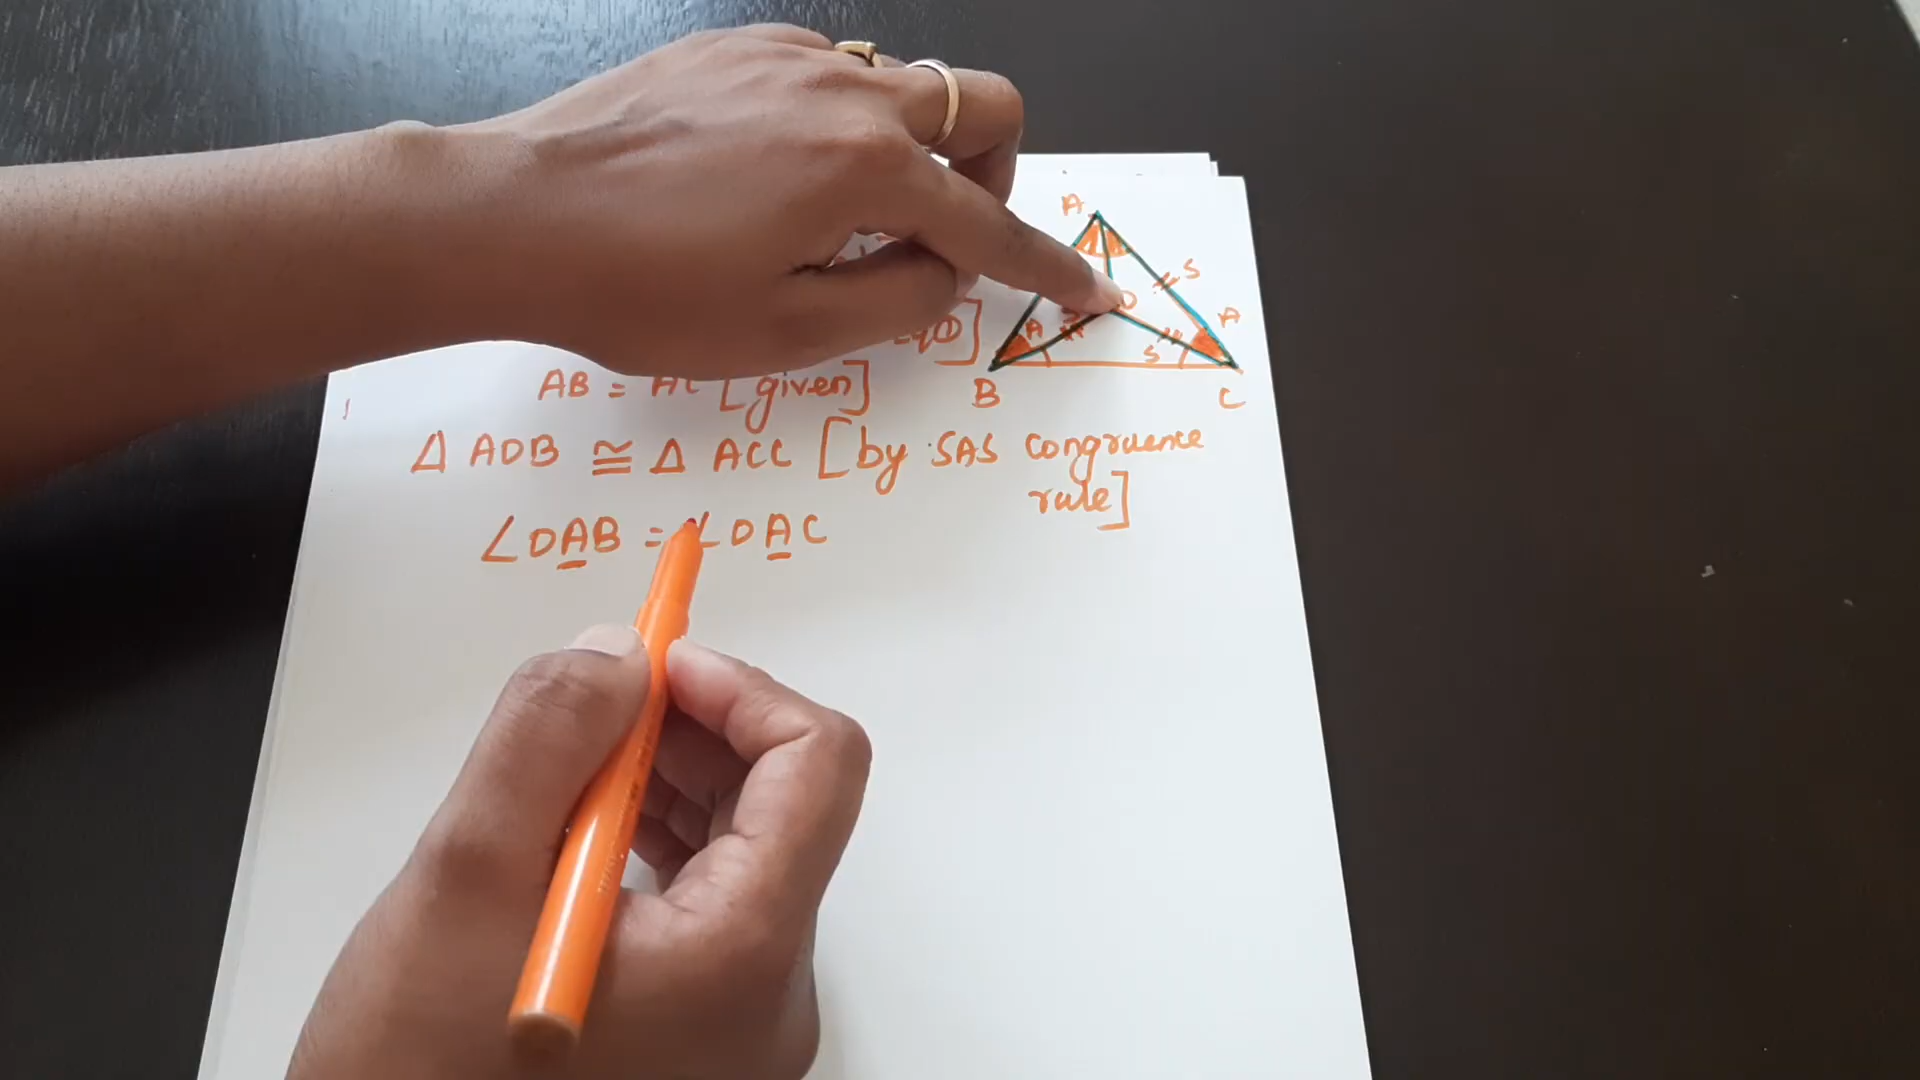 A
S
D
A
A
S
B
C
AB = AC [given]
Δ ADB ≅ Δ ACC [by SAS congruence
rule]
∠DAB = ∠DAC